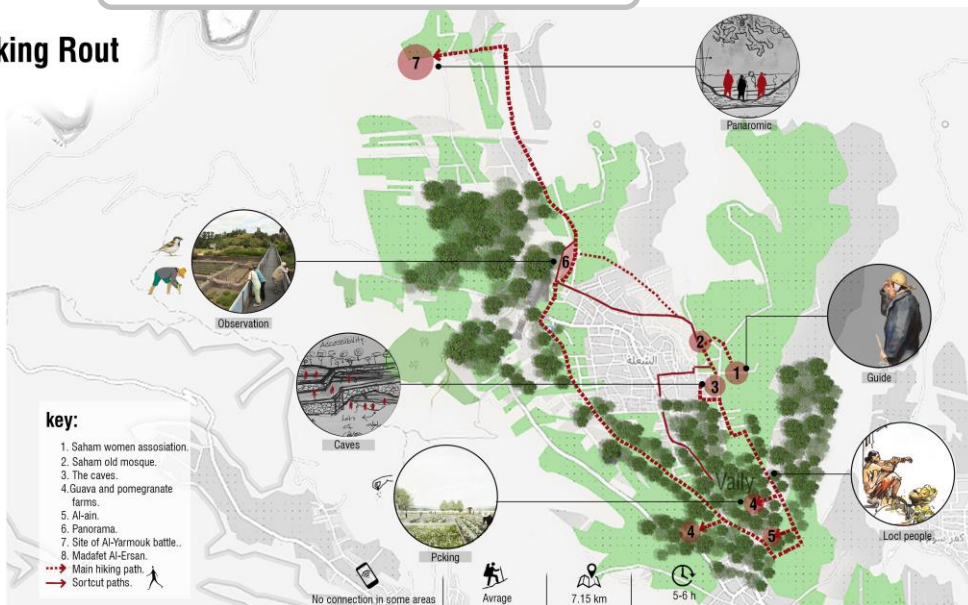 king Rout
7
Panaromic
6
Observation
2
1
3
Guide
Accessibility
Caves
key:
1. Saham women assosiation.
2. Saham old mosque.
3. The caves.
4.Guava and pomegranate
farms.
5. Al-ain.
6. Panorama.
7. Site of Al-Yarmouk battle..
8. Madafet Al-Ersan.
Main hiking path.
Sortcut paths.
Vally
4
4
5
Pcking
Locl people
No connection in some areas
Avrage
7.15 km
5-6 h